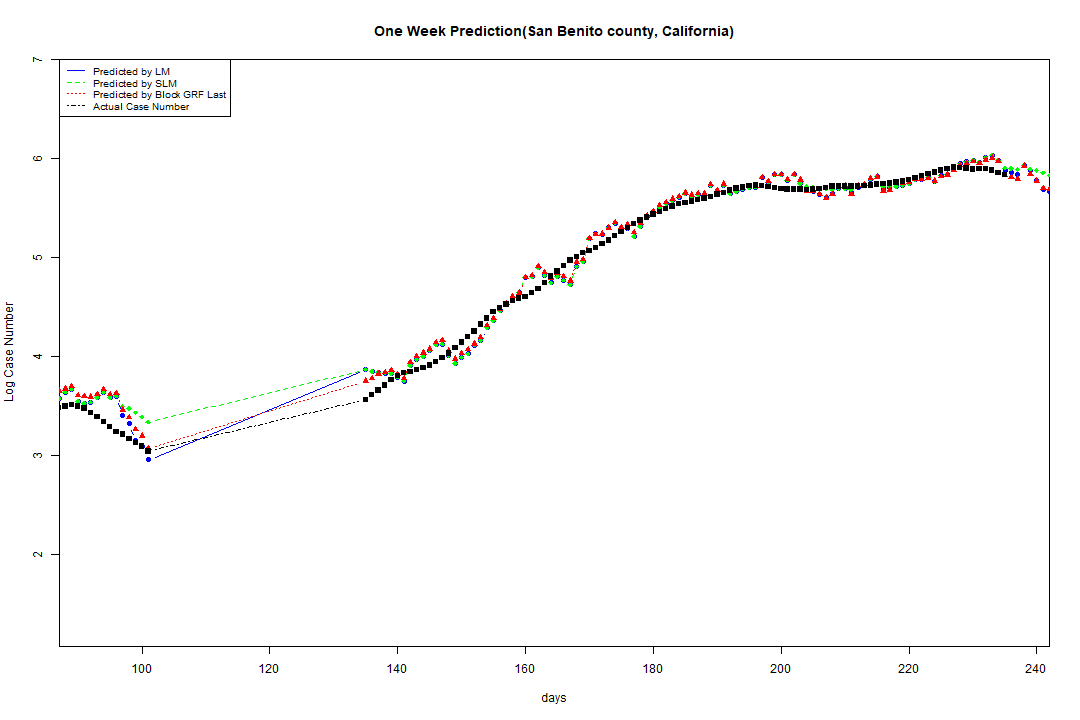 One Week Prediction(San Benito county, California)
Predicted by LM
Predicted by SLM
Predicted by Block GRF Last
Actual Case Number
7
6
5
4
3
2
Log Case Number
100 120 140 160 180 200 220 240
days